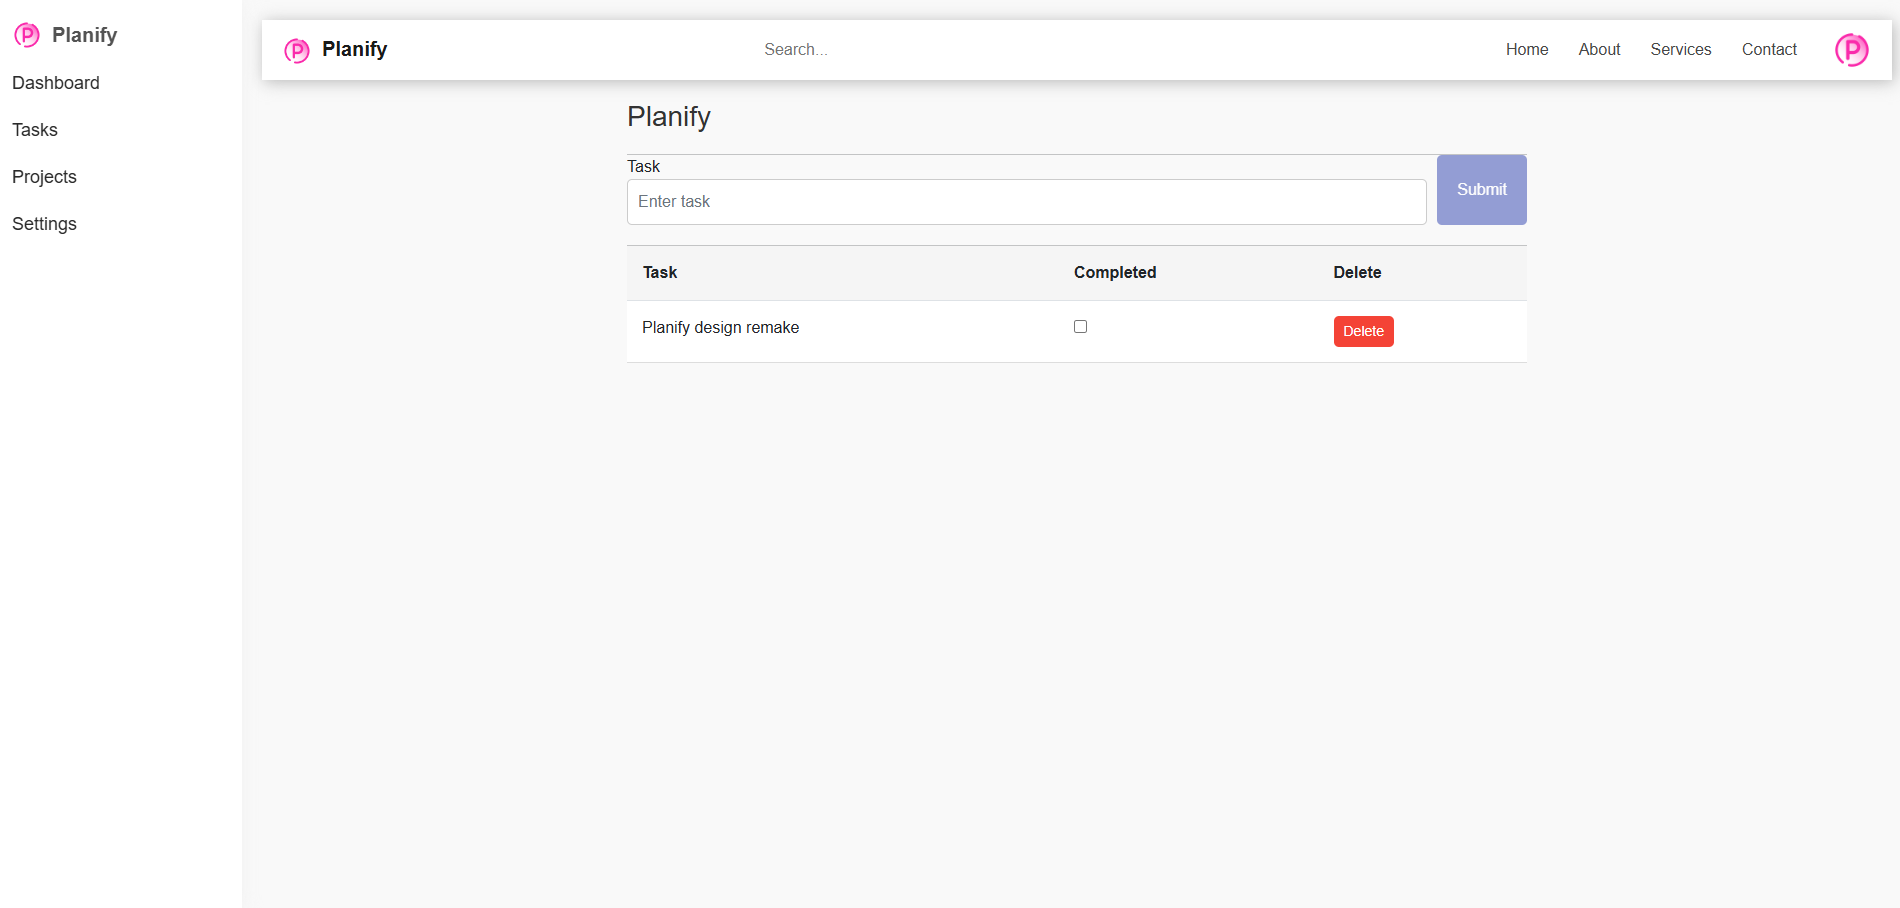 Planify
Dashboard
Tasks
Projects
Settings
Planify
Search...
Home About Services Contact
Planify
Task
Enter task
Submit
Task Completed Delete
Planify design remake Delete